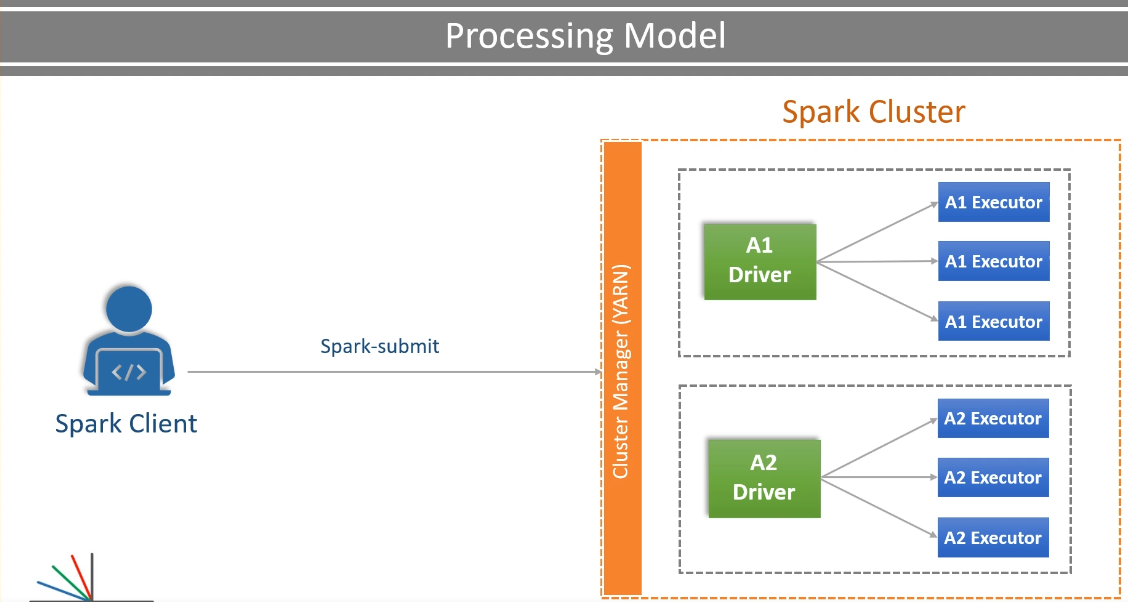 Processing Model
Spark Cluster
Spark-submit
</>
Spark Client
Cluster Manager (YARN)
A1
Driver
A1 Executor
A1 Executor
A1 Executor
A2
Driver
A2 Executor
A2 Executor
A2 Executor